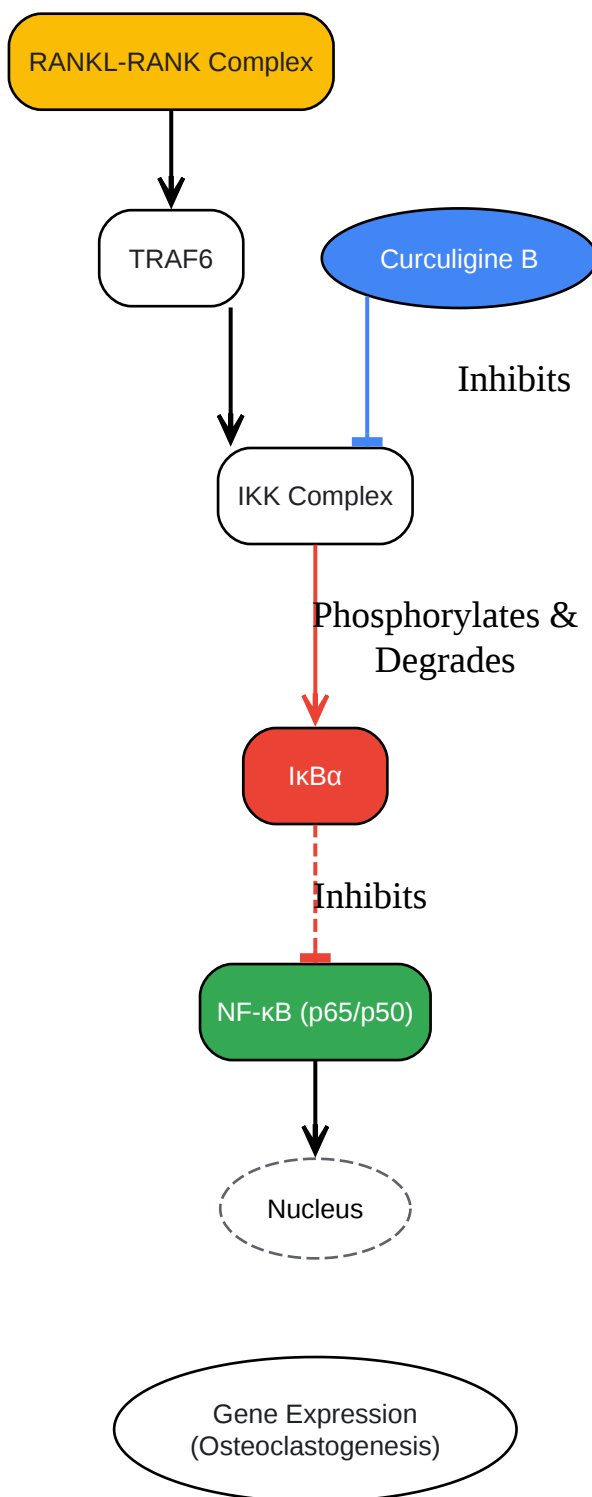 RANKL-RANK Complex
TRAF6
Curculigine B
Inhibits
IKK Complex
Phosphorylates &
Degrades
IκBα
Inhibits
NF-κB (p65/p50)
Nucleus
Gene Expression
(Osteoclastogenesis)